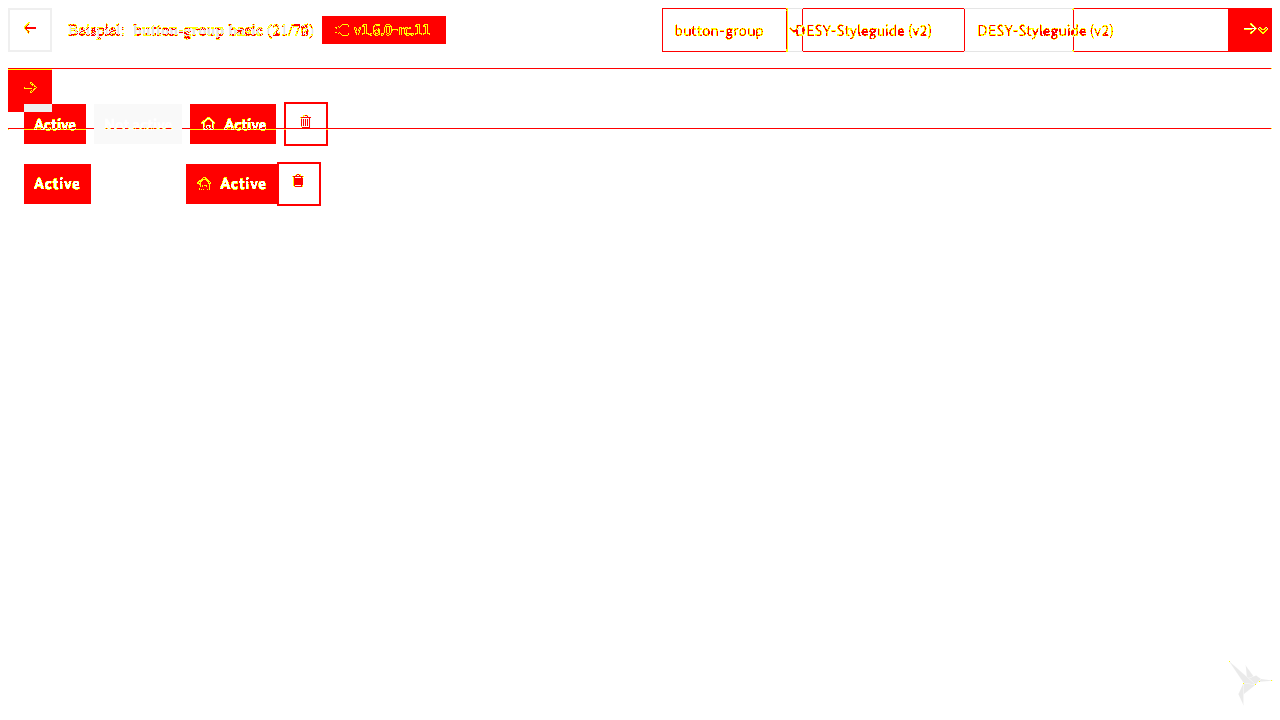 Beispiel: button-group basic (21/76) v1.6.0-rc.11 button-group DESY-Styleguide (v2) DESY-Styleguide (v2)
Active Not active Active
Active Active